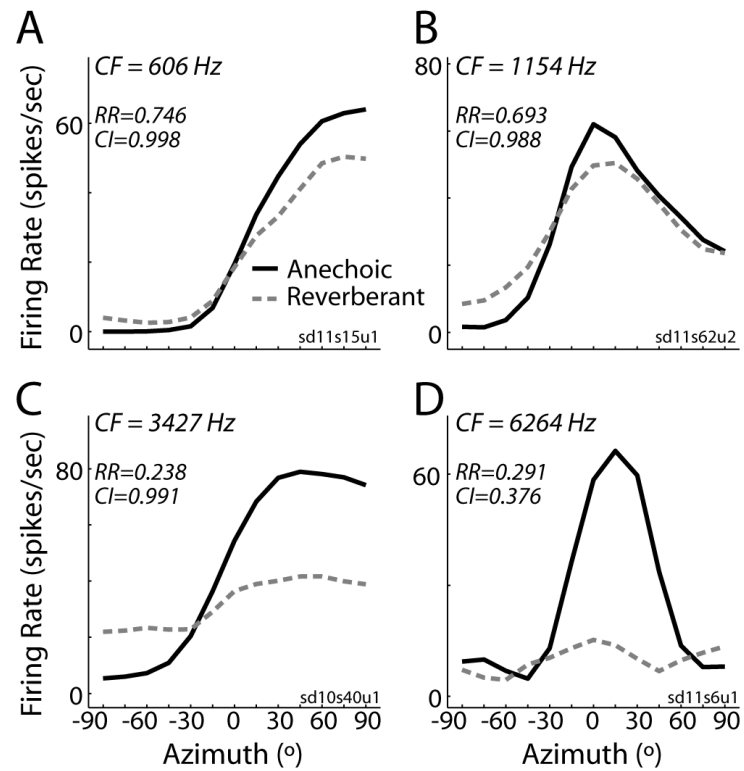 A
CF = 606 Hz
RR=0.746
CI=0.998
60
0
Firing Rate (spikes/sec)
Anechoic
Reverberant
sd11s15u1
B
80
CF = 1154 Hz
RR=0.693
CI=0.988
0
sd11s62u2
C
CF = 3427 Hz
80
RR=0.238
CI=0.991
0
Firing Rate (spikes/sec)
sd10s40u1
-90 -60 -30 0 30 60 90
Azimuth (º)
D
CF = 6264 Hz
60
RR=0.291
CI=0.376
0
sd11s6u1
-90 -60 -30 0 30 60 90
Azimuth (º)